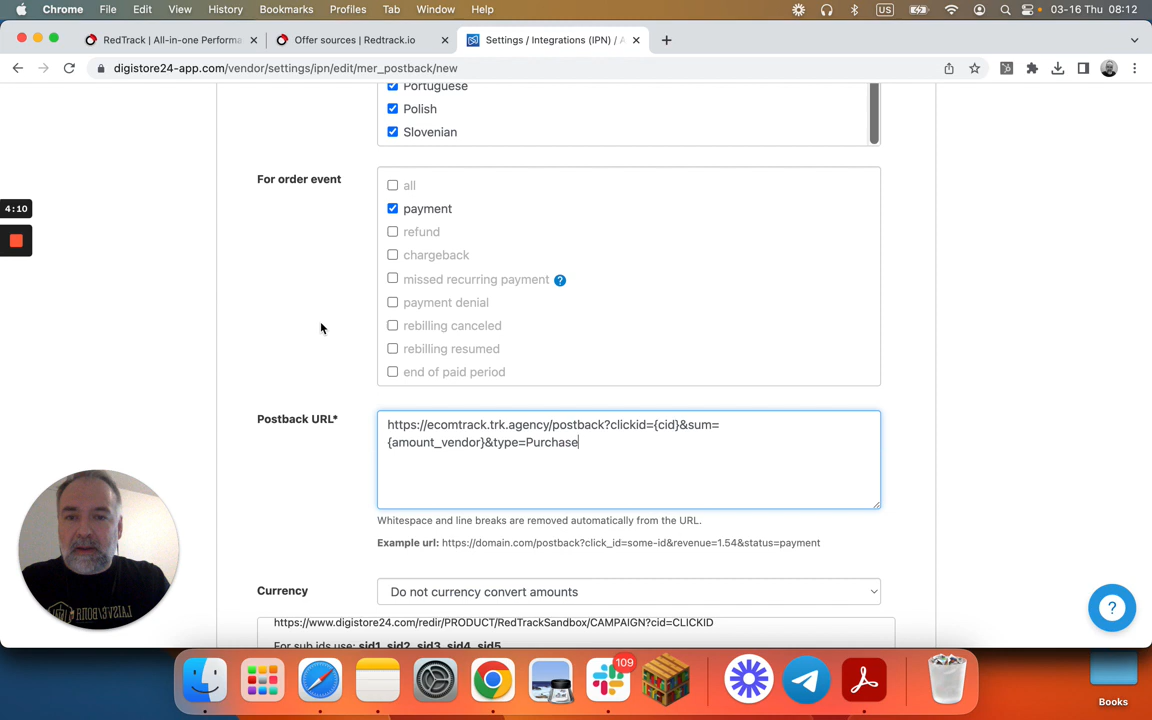 Chrome File Edit View History Bookmarks Profiles Tab Window Help US 03-16 Thu 08:12
RedTrack | All-in-one Performa
Offer sources | Redtrack.io
Settings / Integrations (IPN) / A
digistore24-app.com/vendor/settings/ipn/edit/mer_postback/new
Portuguese
Polish
Slovenian
For order event
all
payment
refund
chargeback
missed recurring payment ?
payment denial
rebilling canceled
rebilling resumed
end of paid period
4:10
Postback URL*
https://ecomtrack.trk.agency/postback?clickid={cid}&sum=
{amount_vendor}&type=Purchase
Whitespace and line breaks are removed automatically from the URL.
Example url: https://domain.com/postback?click_id=some-id&revenue=1.54&status=payment
Currency
Do not currency convert amounts
https://www.digistore24.com/redir/PRODUCT/RedTrackSandbox/CAMPAIGN?cid=CLICKID
For sub ids use: sid1, sid2, sid3, sid4, sid5
?
109
Books